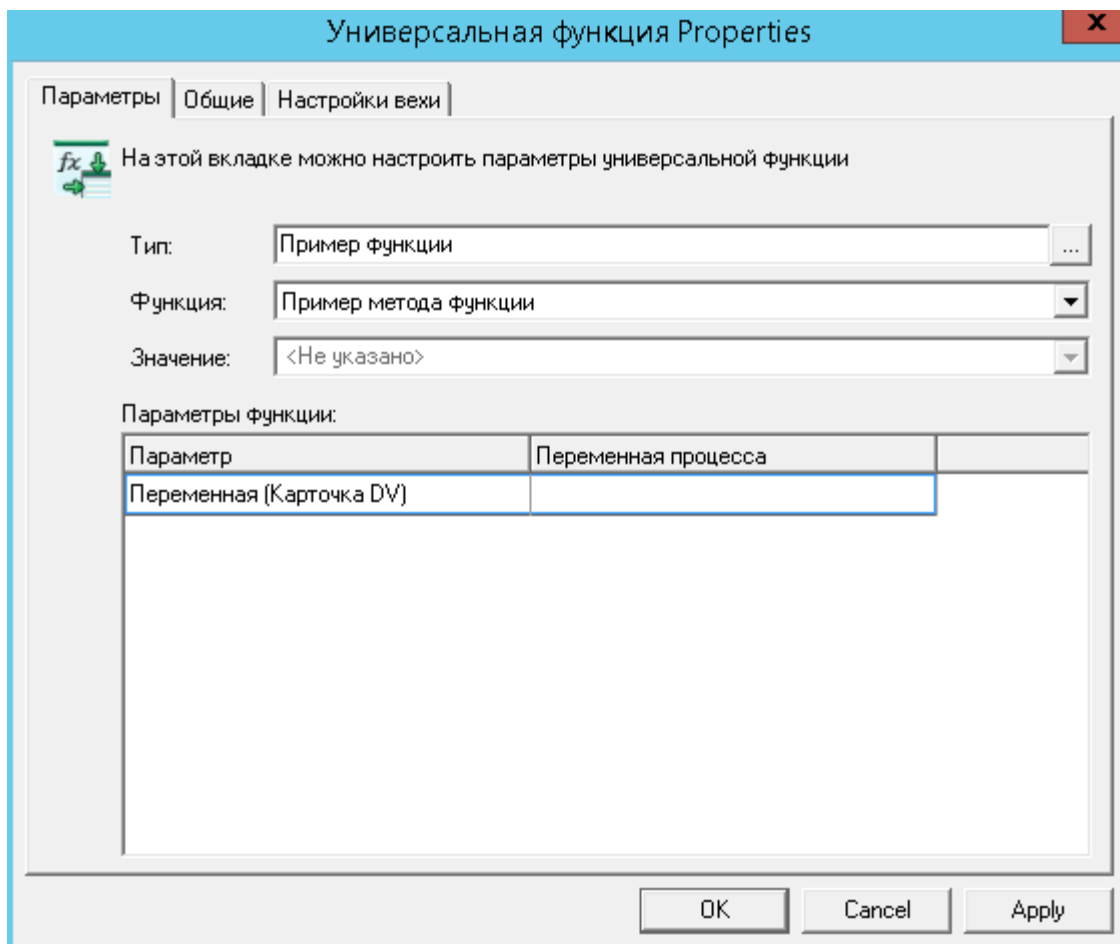 Универсальная функция Properties
x
Параметры Общие Настройки вехи
fx На этой вкладке можно настроить параметры универсальной функции
Тип: Пример функции ...
Функция: Пример метода функции
Значение: <Не указано>
Параметры функции:
Параметр Переменная процесса
Переменная (Карточка DV)
OK Cancel Apply